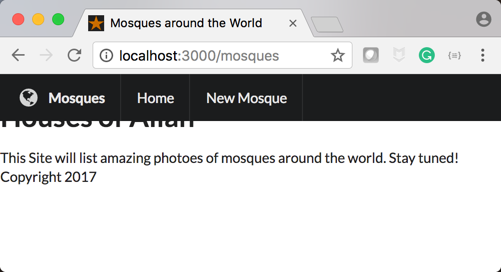 Mosques around the World
localhost:3000/mosques
Mosques Home New Mosque
Houses of Allah
This Site will list amazing photoes of mosques around the world. Stay tuned!
Copyright 2017